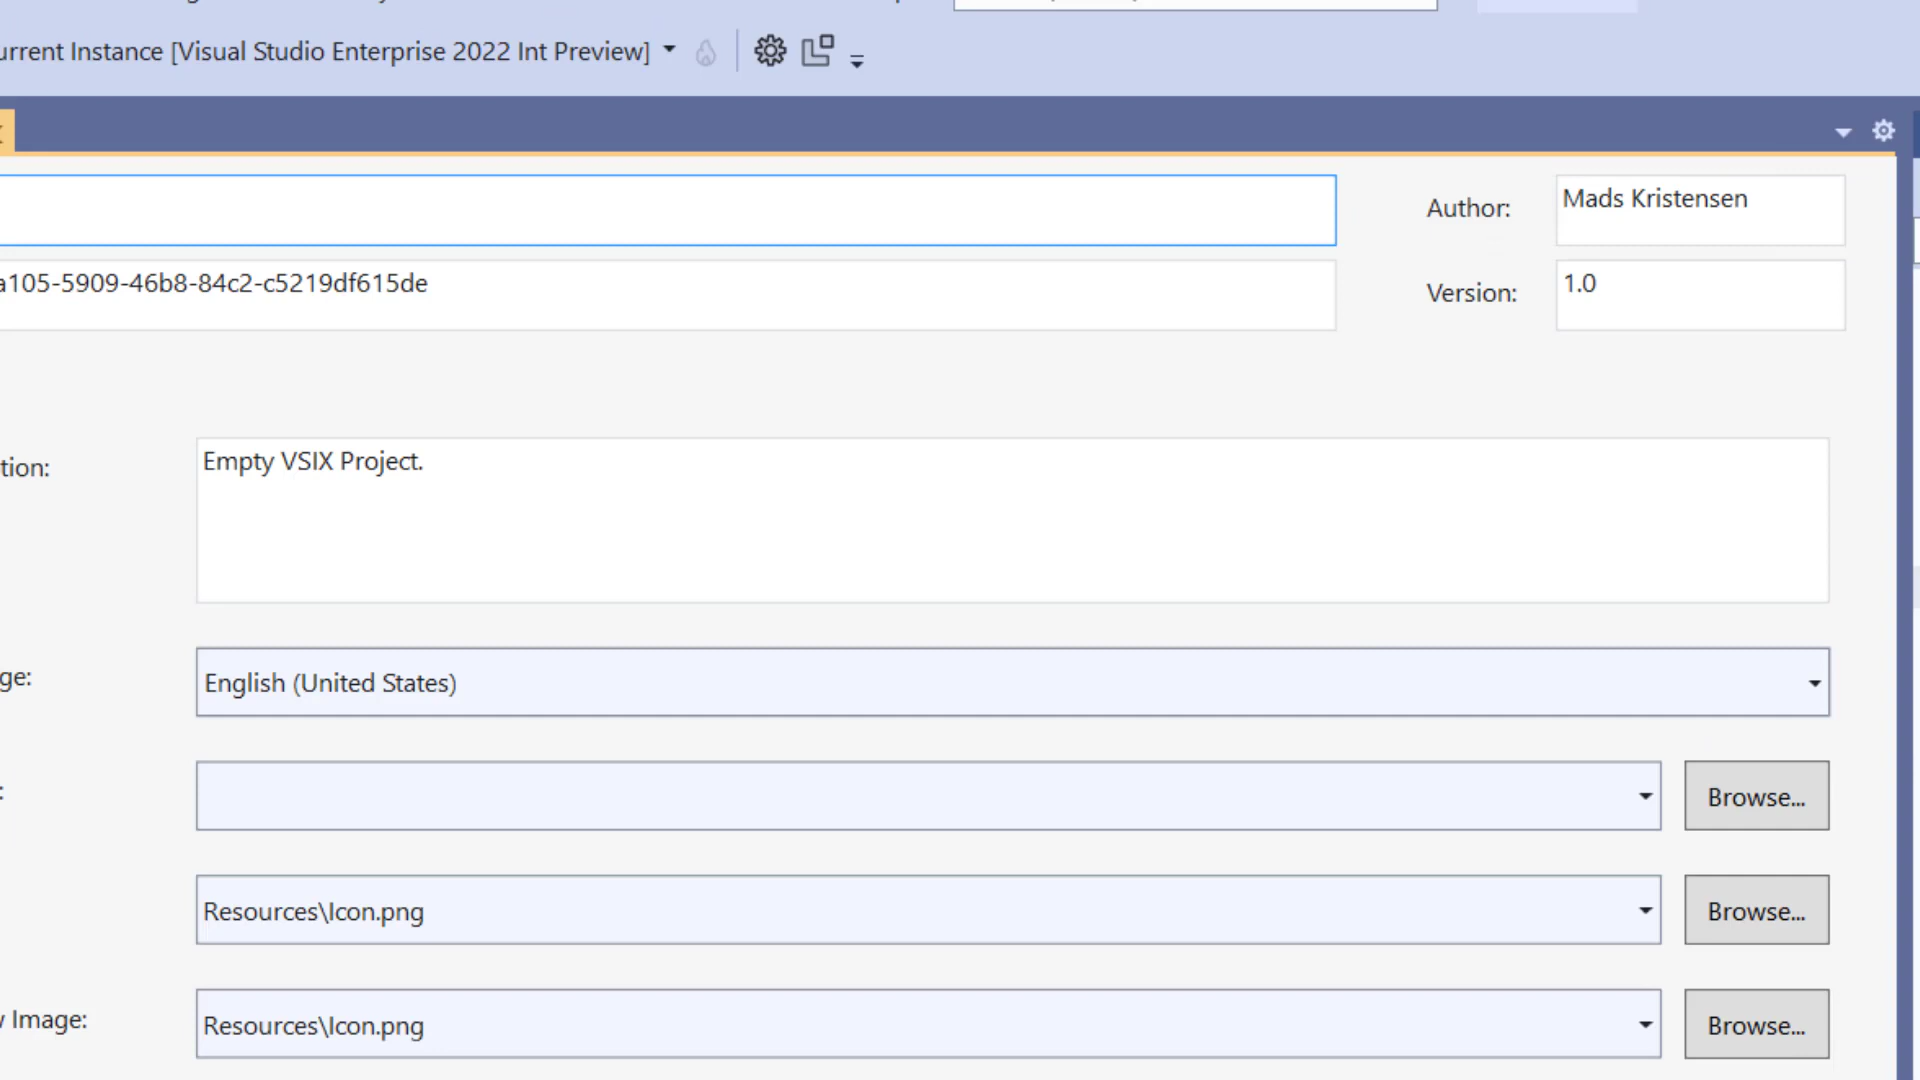 urrent Instance [Visual Studio Enterprise 2022 Int Preview]
Author: Mads Kristensen
a105-5909-46b8-84c2-c5219df615de
Version: 1.0
tion: Empty VSIX Project.
ge: English (United States)
: Browse...
Resources\Icon.png Browse...
Image: Resources\Icon.png Browse...